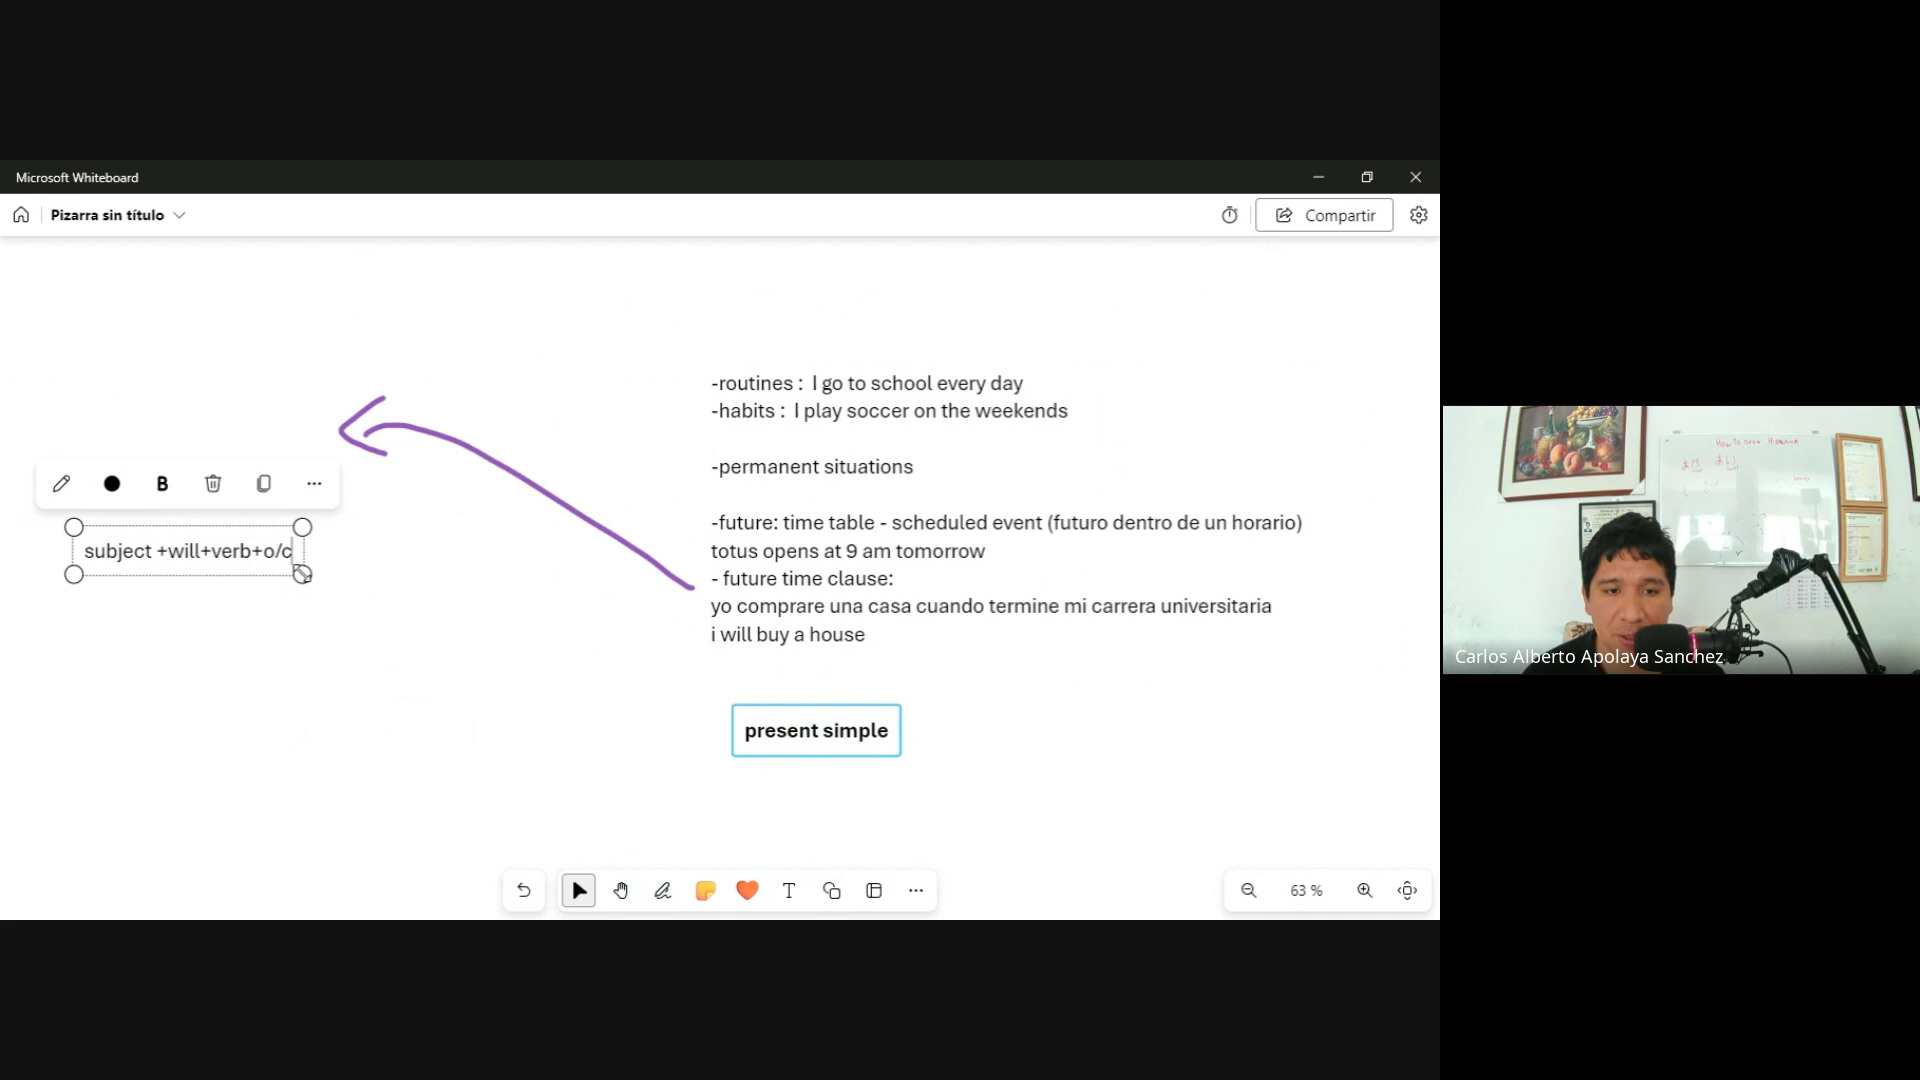 Microsoft Whiteboard
Pizarra sin título
Compartir
-routines :  I go to school every day
-habits :  I play soccer on the weekends
-permanent situations
-future: time table - scheduled event (futuro dentro de un horario)
totus opens at 9 am tomorrow
- future time clause:
yo comprare una casa cuando termine mi carrera universitaria
i will buy a house
B
subject +will+verb+o/c
present simple
T
63 %
Carlos Alberto Apolaya Sanchez